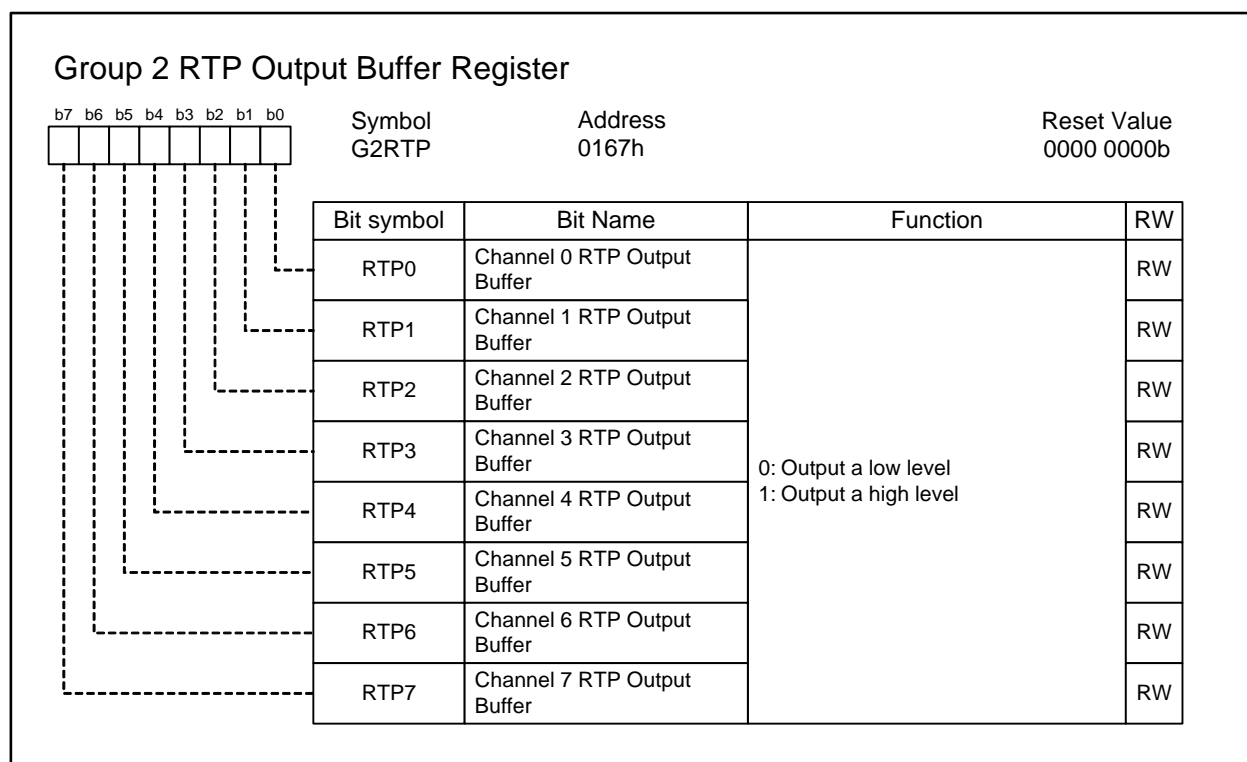 Group 2 RTP Output Buffer Register
b7 b6 b5 b4 b3 b2 b1 b0
Symbol Address Reset Value
G2RTP 0167h 0000 0000b
Bit symbol Bit Name Function RW
RTP0 Channel 0 RTP Output Buffer RW
RTP1 Channel 1 RTP Output Buffer RW
RTP2 Channel 2 RTP Output Buffer RW
RTP3 Channel 3 RTP Output Buffer RW
0: Output a low level
1: Output a high level
RTP4 Channel 4 RTP Output Buffer RW
RTP5 Channel 5 RTP Output Buffer RW
RTP6 Channel 6 RTP Output Buffer RW
RTP7 Channel 7 RTP Output Buffer RW